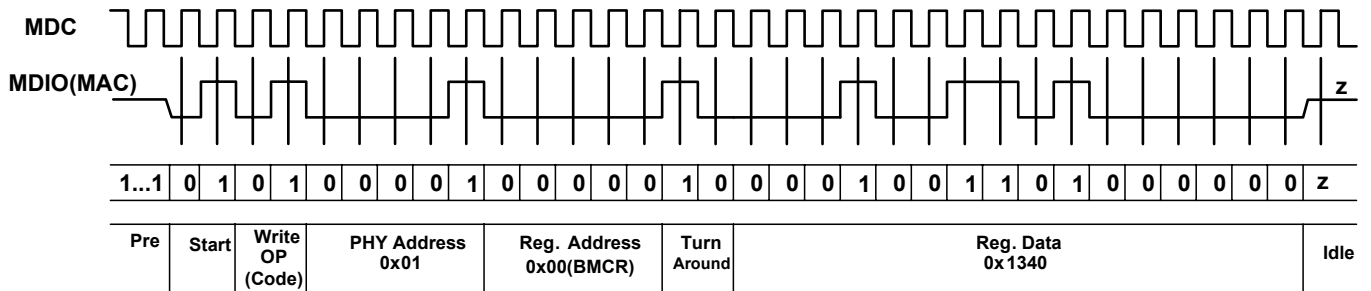 MDC
MDIO(MAC)
z
1...1 0 1 0 1 0 0 0 0 1 0 0 0 0 0 1 0 0 0 0 1 0 0 1 1 0 1 0 0 0 0 0 0 z
Pre Start Write OP (Code) PHY Address 0x01 Reg. Address 0x00(BMCR) Turn Around Reg. Data 0x1340 Idle